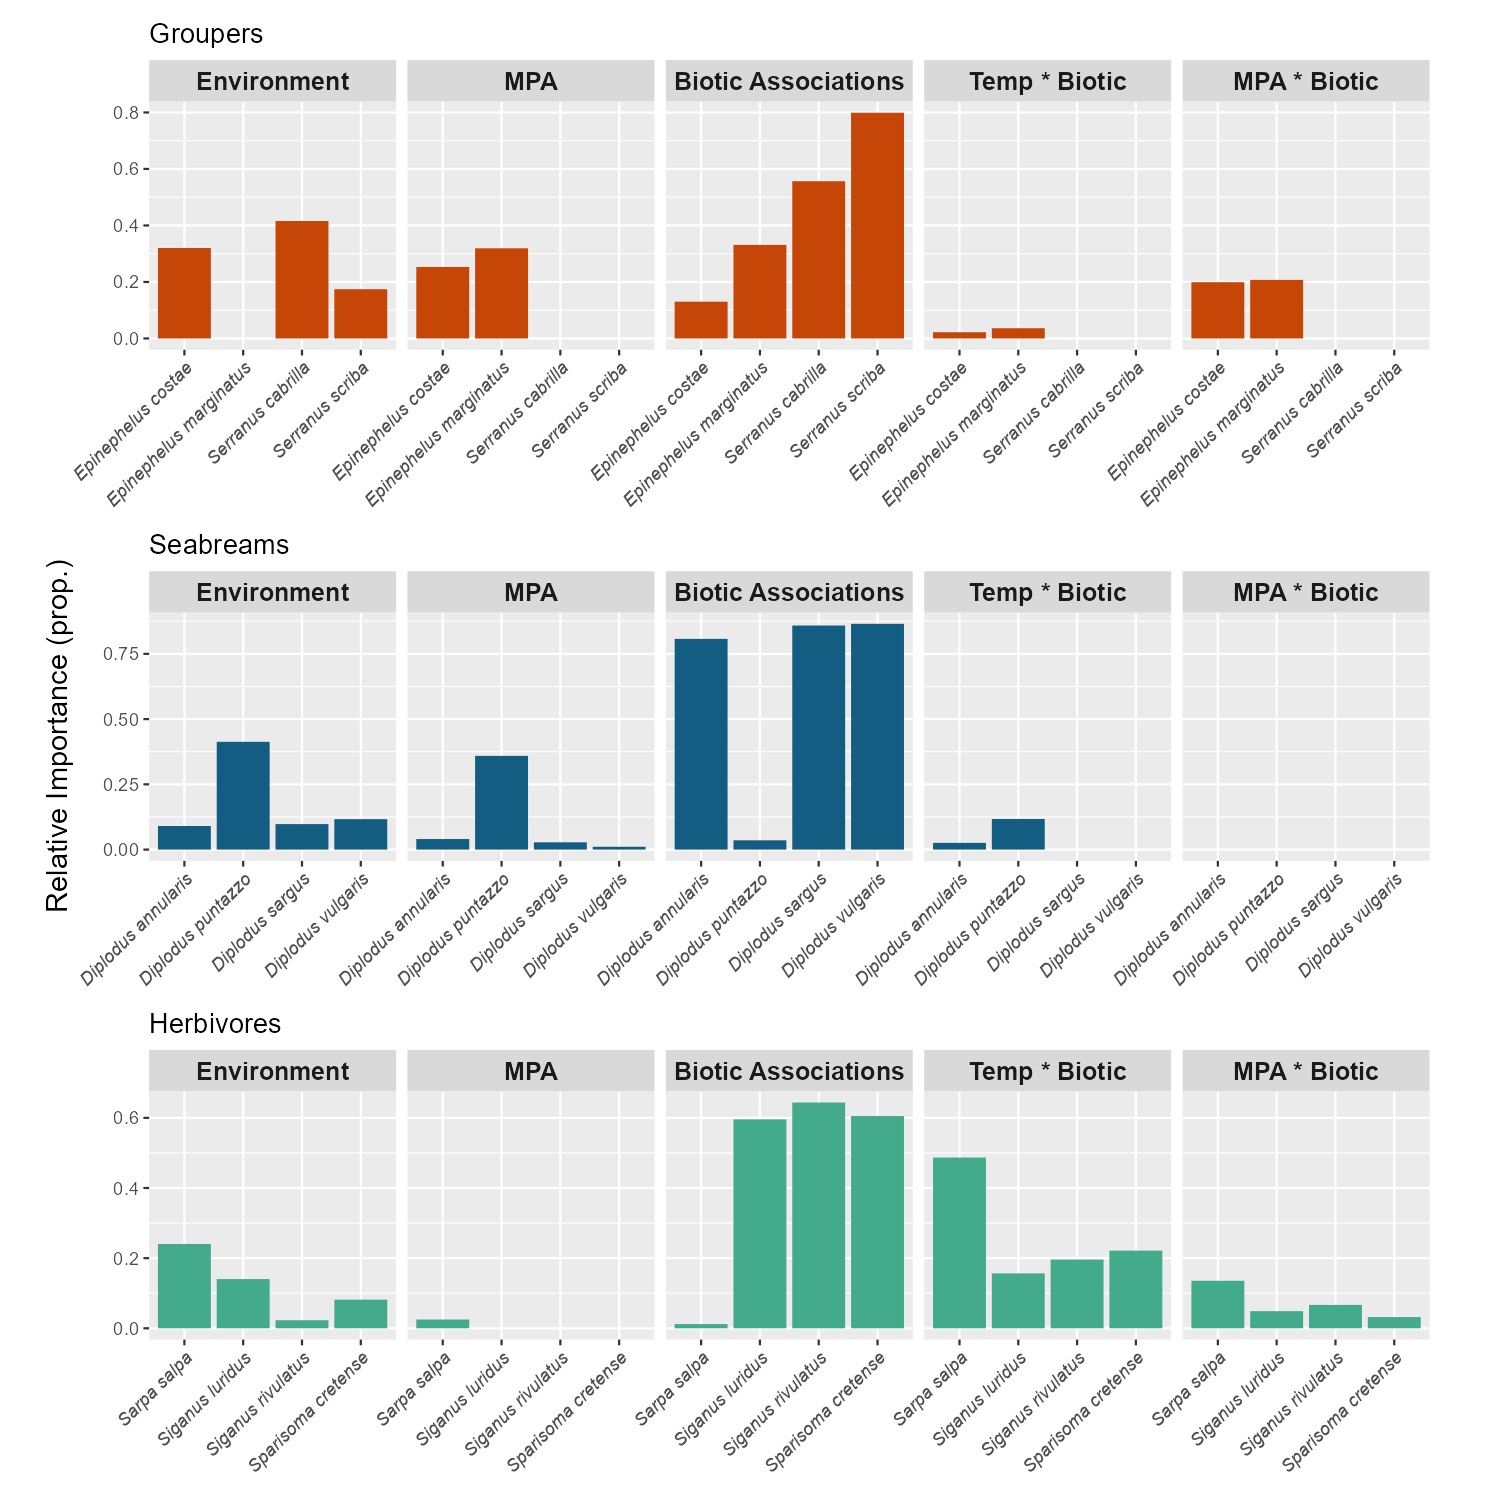 Groupers
Environment MPA Biotic Associations Temp * Biotic MPA * Biotic
0.8
0.6
0.4
0.2
0.0
Epinephelus costae Epinephelus marginatus Serranus cabrilla Serranus scriba Epinephelus costae Epinephelus marginatus Serranus cabrilla Serranus scriba Epinephelus costae Epinephelus marginatus Serranus cabrilla Serranus scriba Epinephelus costae Epinephelus marginatus Serranus cabrilla Serranus scriba Epinephelus costae Epinephelus marginatus Serranus cabrilla Serranus scriba
Relative Importance (prop.)
Seabreams
Environment MPA Biotic Associations Temp * Biotic MPA * Biotic
0.75
0.50
0.25
0.00
Diplodus annularis Diplodus puntazzo Diplodus sargus Diplodus vulgaris Diplodus annularis Diplodus puntazzo Diplodus sargus Diplodus vulgaris Diplodus annularis Diplodus puntazzo Diplodus sargus Diplodus vulgaris Diplodus annularis Diplodus puntazzo Diplodus sargus Diplodus vulgaris Diplodus annularis Diplodus puntazzo Diplodus sargus Diplodus vulgaris
Herbivores
Environment MPA Biotic Associations Temp * Biotic MPA * Biotic
0.6
0.4
0.2
0.0
Sarpa salpa Siganus luridus Siganus rivulatus Sparisoma cretense Sarpa salpa Siganus luridus Siganus rivulatus Sparisoma cretense Sarpa salpa Siganus luridus Siganus rivulatus Sparisoma cretense Sarpa salpa Siganus luridus Siganus rivulatus Sparisoma cretense Sarpa salpa Siganus luridus Siganus rivulatus Sparisoma cretense